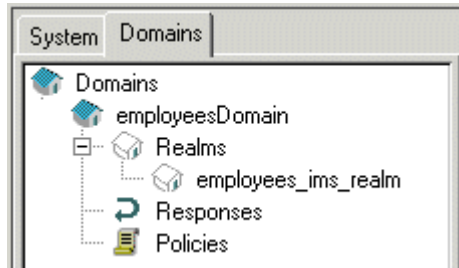 System Domains
Domains
employeesDomain
Realms
employees_ims_realm
Responses
Policies